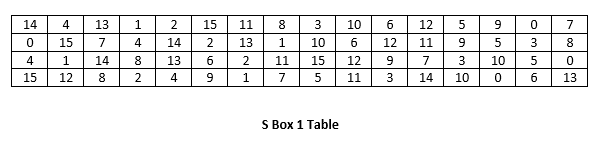 14 4 13 1 2 15 11 8 3 10 6 12 5 9 0 7
0 15 7 4 14 2 13 1 10 6 12 11 9 5 3 8
4 1 14 8 13 6 2 11 15 12 9 7 3 10 5 0
15 12 8 2 4 9 1 7 5 11 3 14 10 0 6 13
S Box 1 Table